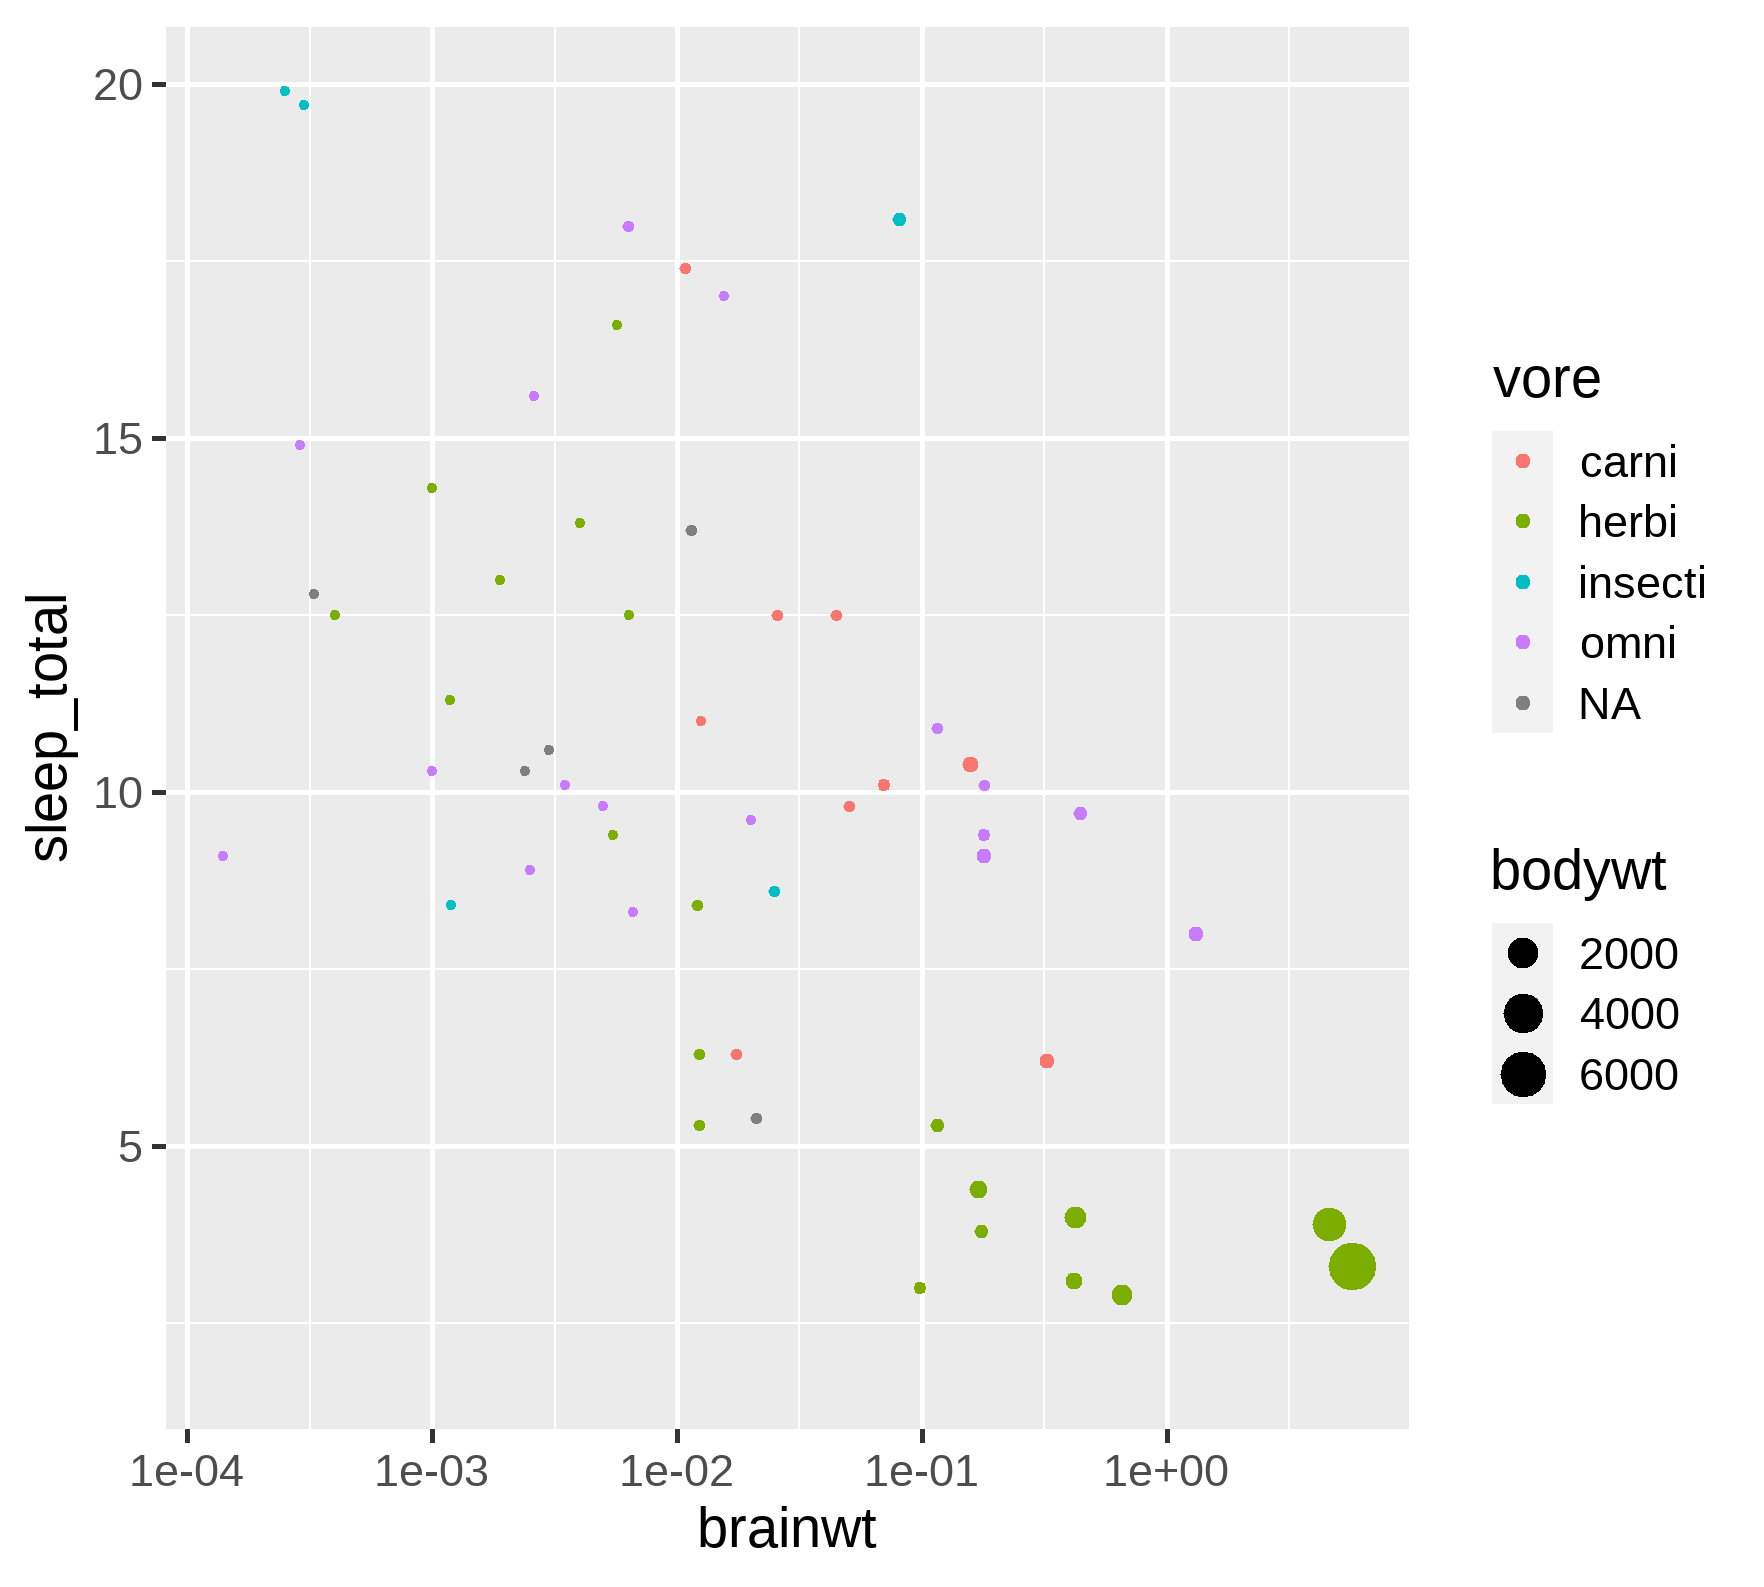 20
15
10
5
sleep_total
1e-04 1e-03 1e-02 1e-01 1e+00
brainwt
vore
carni
herbi
insecti
omni
NA
bodywt
2000
4000
6000